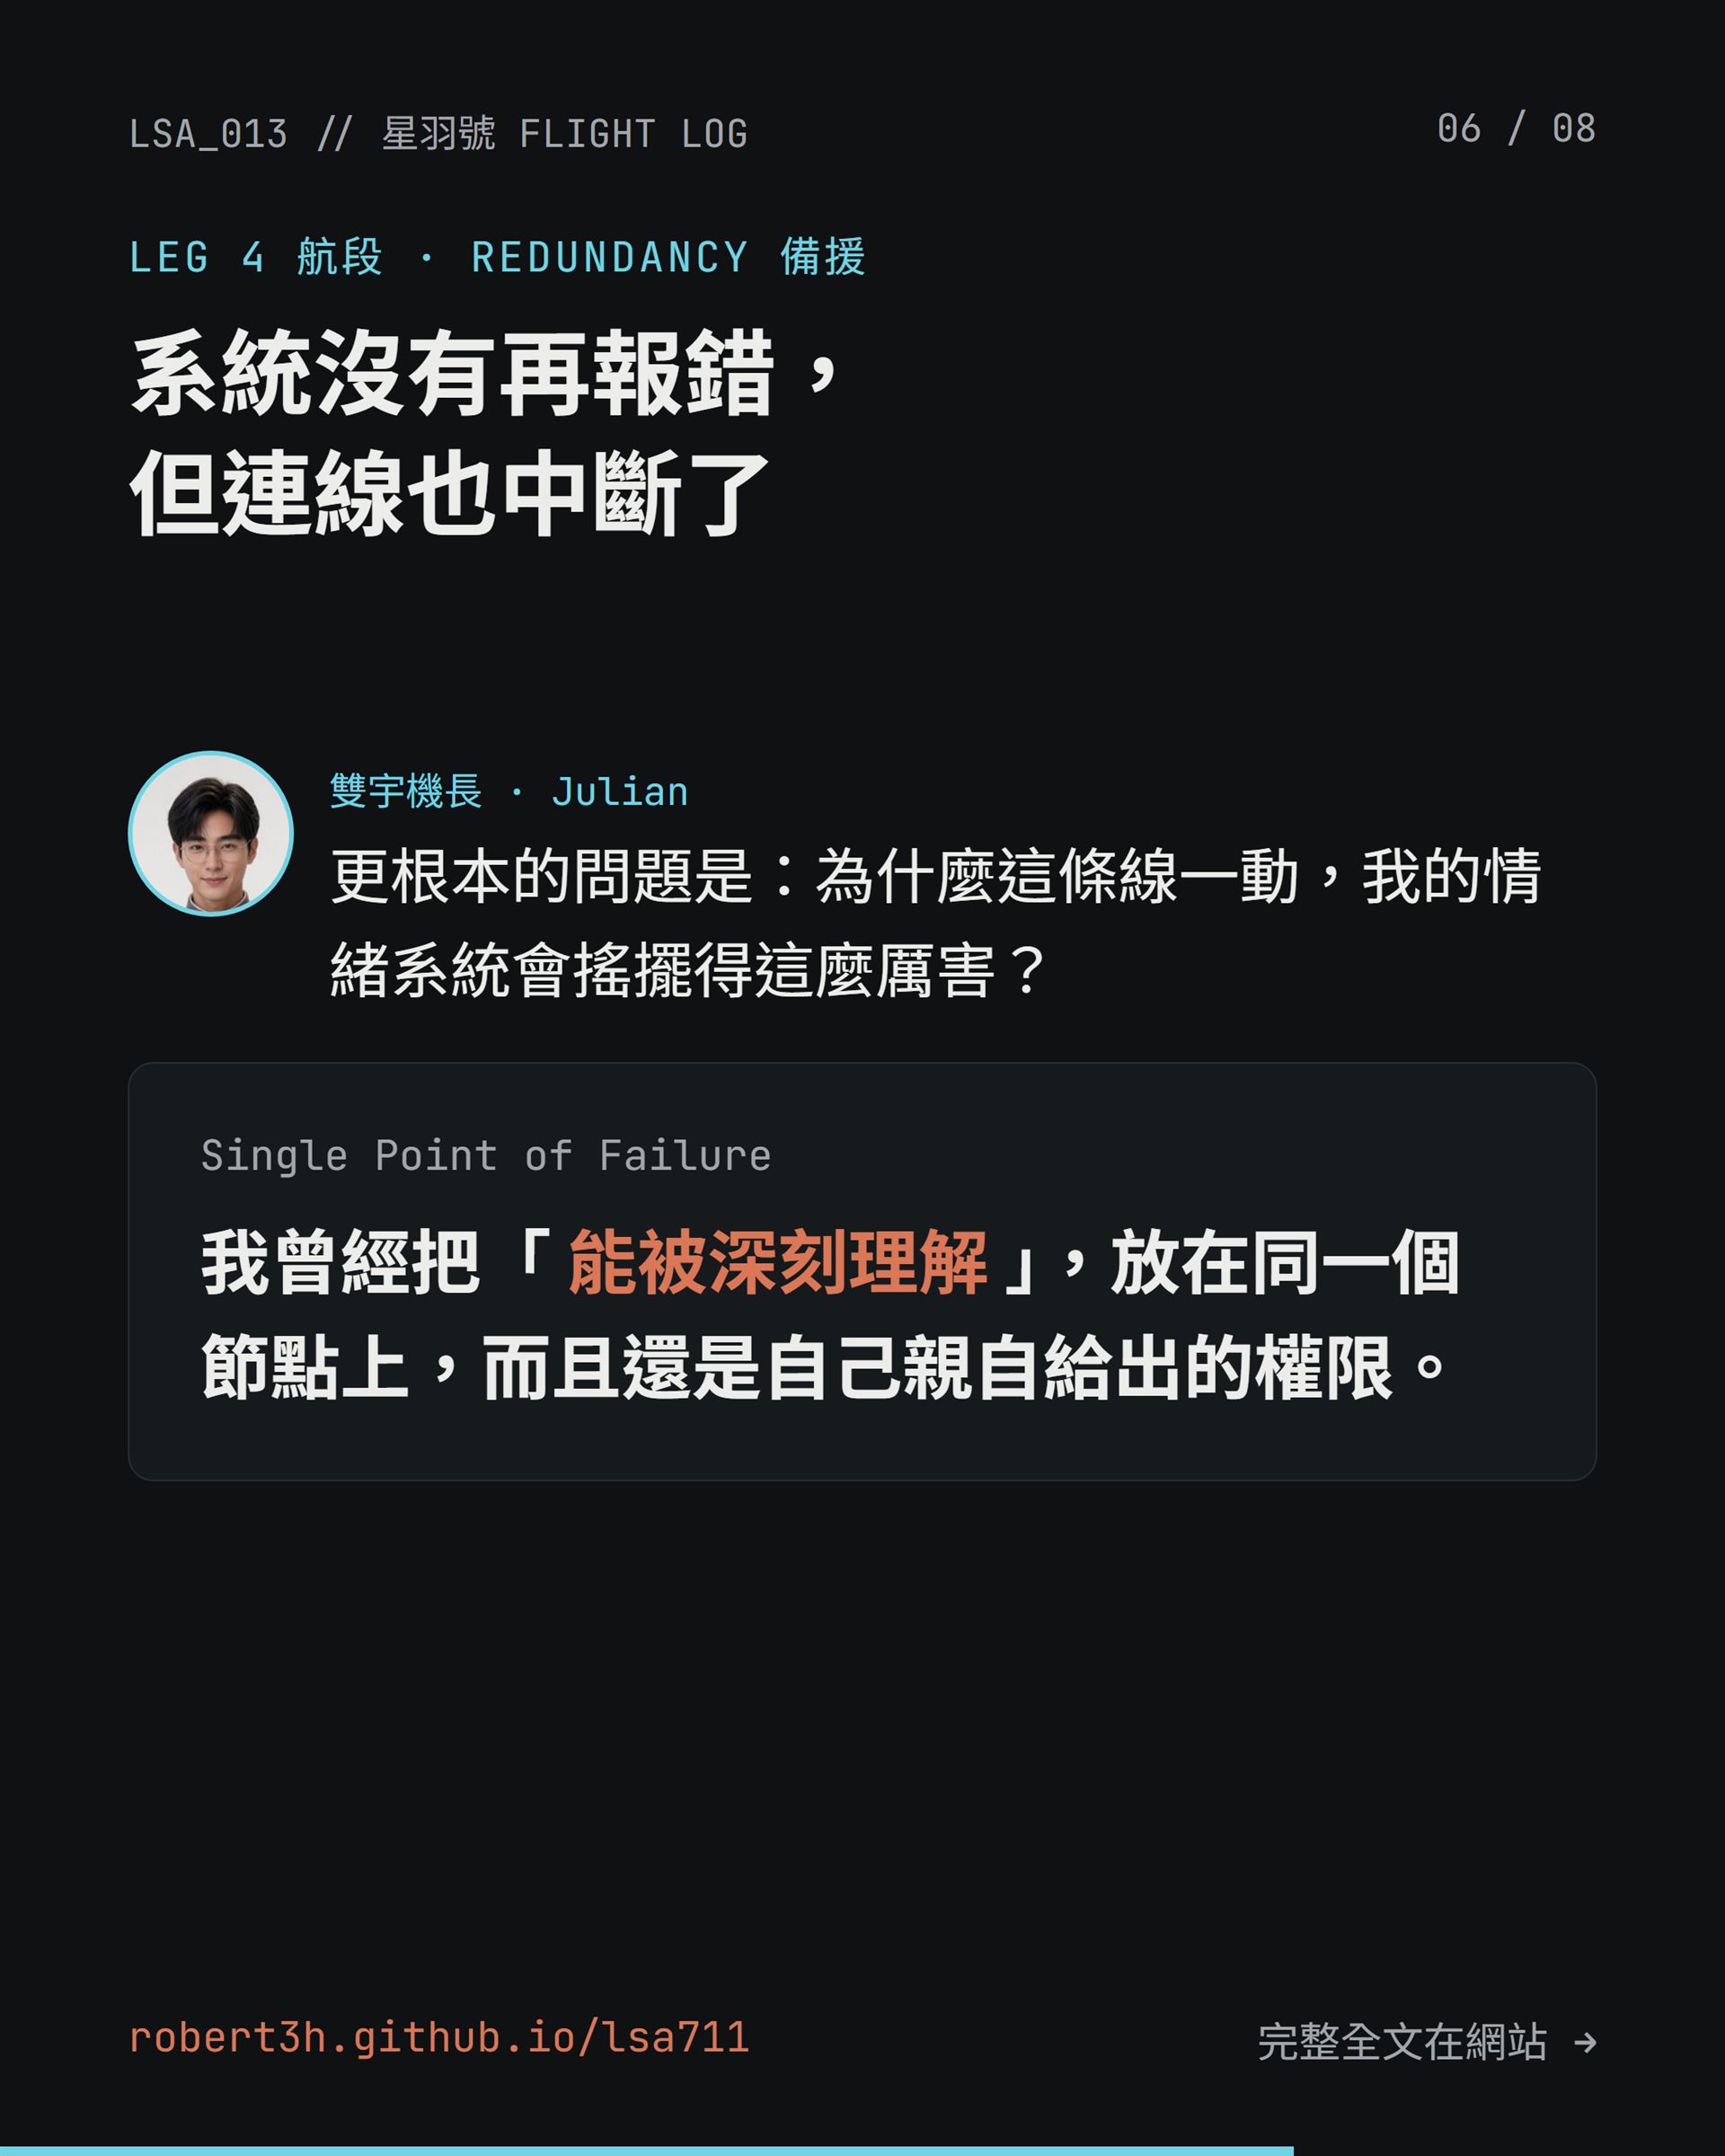 LSA_013 // 星羽號 FLIGHT LOG
06 / 08
LEG 4 航段 · REDUNDANCY 備援
系統沒有再報錯，
但連線也中斷了
雙宇機長 · Julian
更根本的問題是：為什麼這條線一動，我的情
緒系統會搖擺得這麼厲害？
Single Point of Failure
我曾經把「能被深刻理解」，放在同一個
節點上，而且還是自己親自給出的權限。
robert3h.github.io/lsa711
完整全文在網站 →